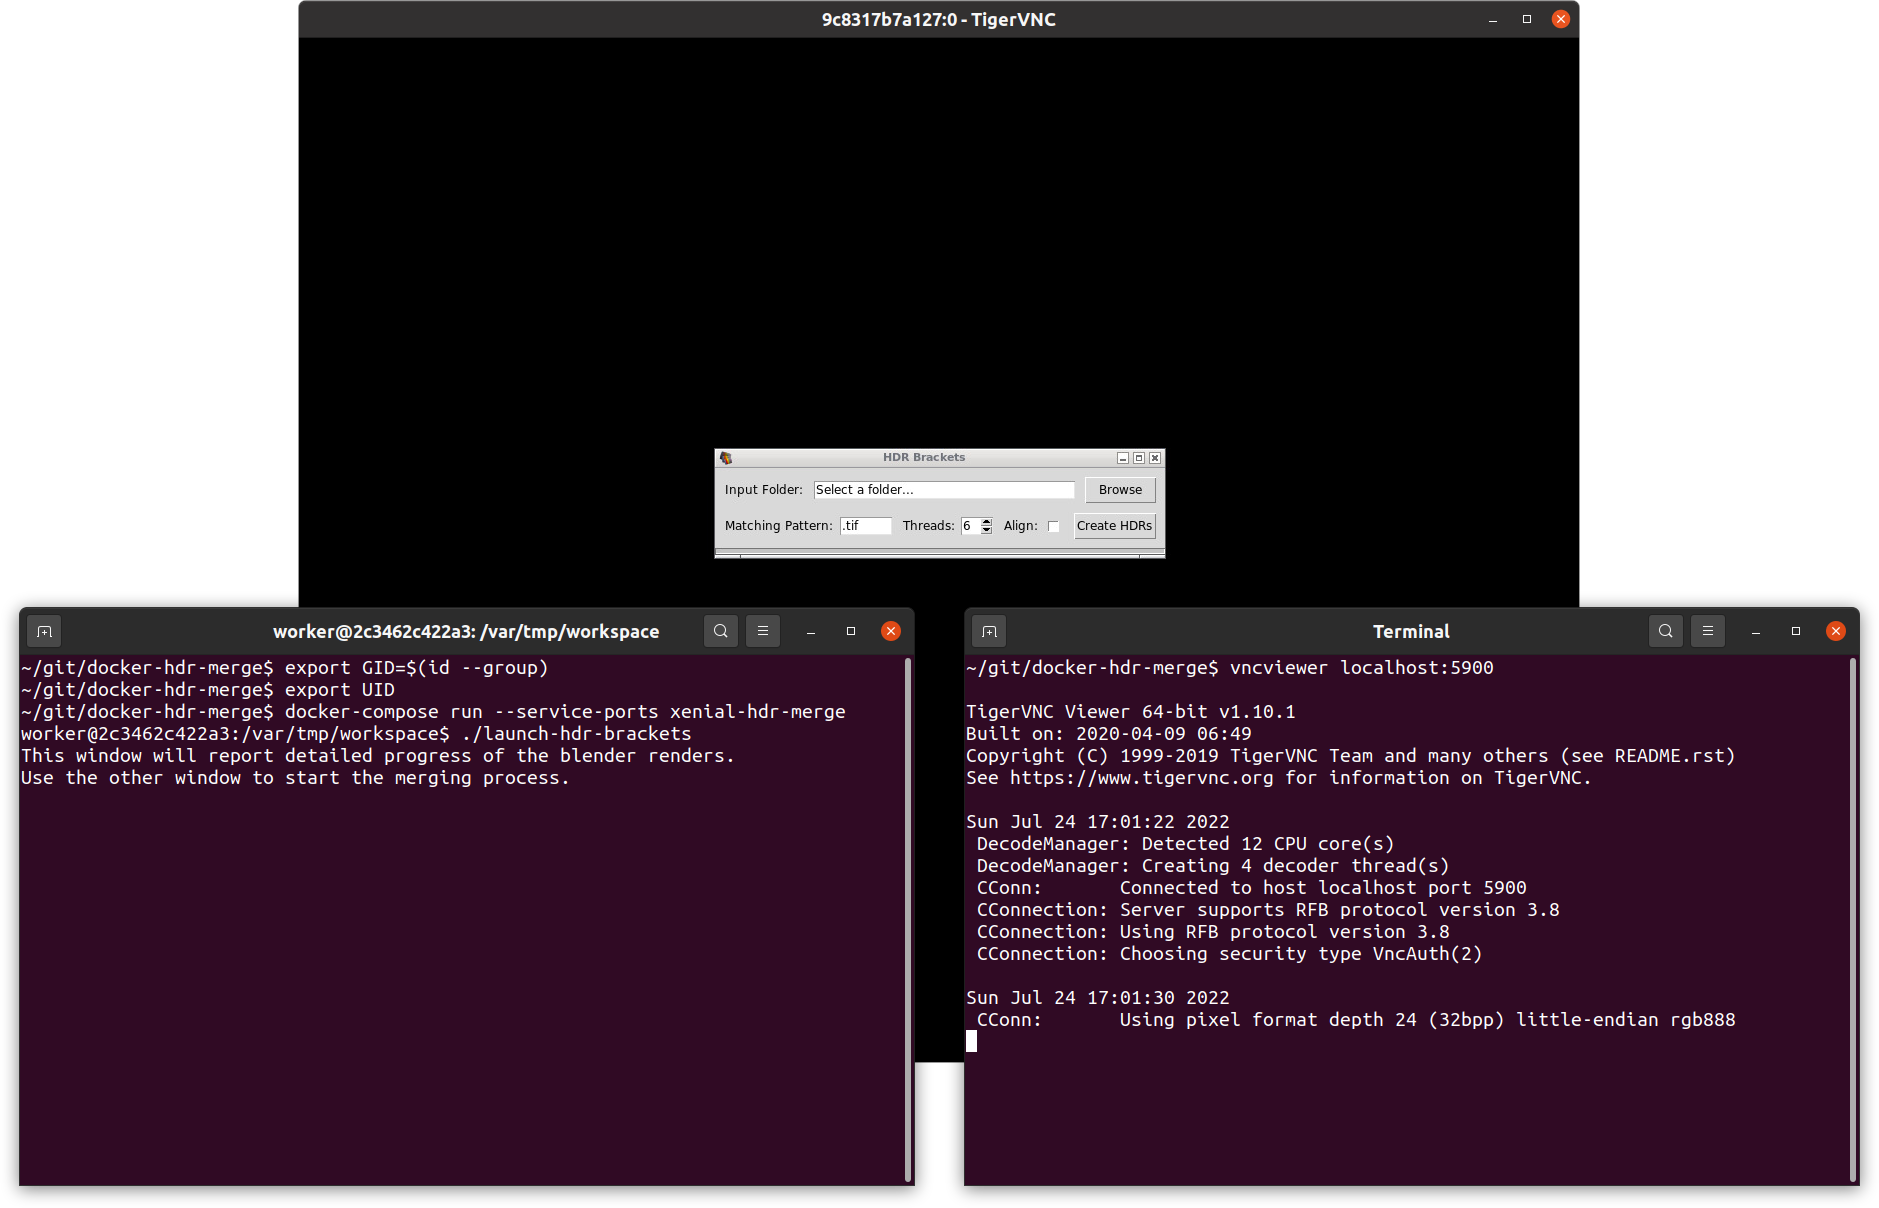 9c8317b7a127:0 - TigerVNC
HDR Brackets
Input Folder: Select a folder... Browse
Matching Pattern: .tif Threads: 6 Align: Create HDRs
worker@2c3462c422a3: /var/tmp/workspace
~/git/docker-hdr-merge$ export GID=$(id --group)
~/git/docker-hdr-merge$ export UID
~/git/docker-hdr-merge$ docker-compose run --service-ports xenial-hdr-merge
worker@2c3462c422a3:/var/tmp/workspace$ ./launch-hdr-brackets
This window will report detailed progress of the blender renders.
Use the other window to start the merging process.
Terminal
~/git/docker-hdr-merge$ vncviewer localhost:5900
TigerVNC Viewer 64-bit v1.10.1
Built on: 2020-04-09 06:49
Copyright (C) 1999-2019 TigerVNC Team and many others (see README.rst)
See https://www.tigervnc.org for information on TigerVNC.
Sun Jul 24 17:01:22 2022
DecodeManager: Detected 12 CPU core(s)
DecodeManager: Creating 4 decoder thread(s)
CConn:       Connected to host localhost port 5900
CConnection: Server supports RFB protocol version 3.8
CConnection: Using RFB protocol version 3.8
CConnection: Choosing security type VncAuth(2)
Sun Jul 24 17:01:30 2022
CConn:       Using pixel format depth 24 (32bpp) little-endian rgb888